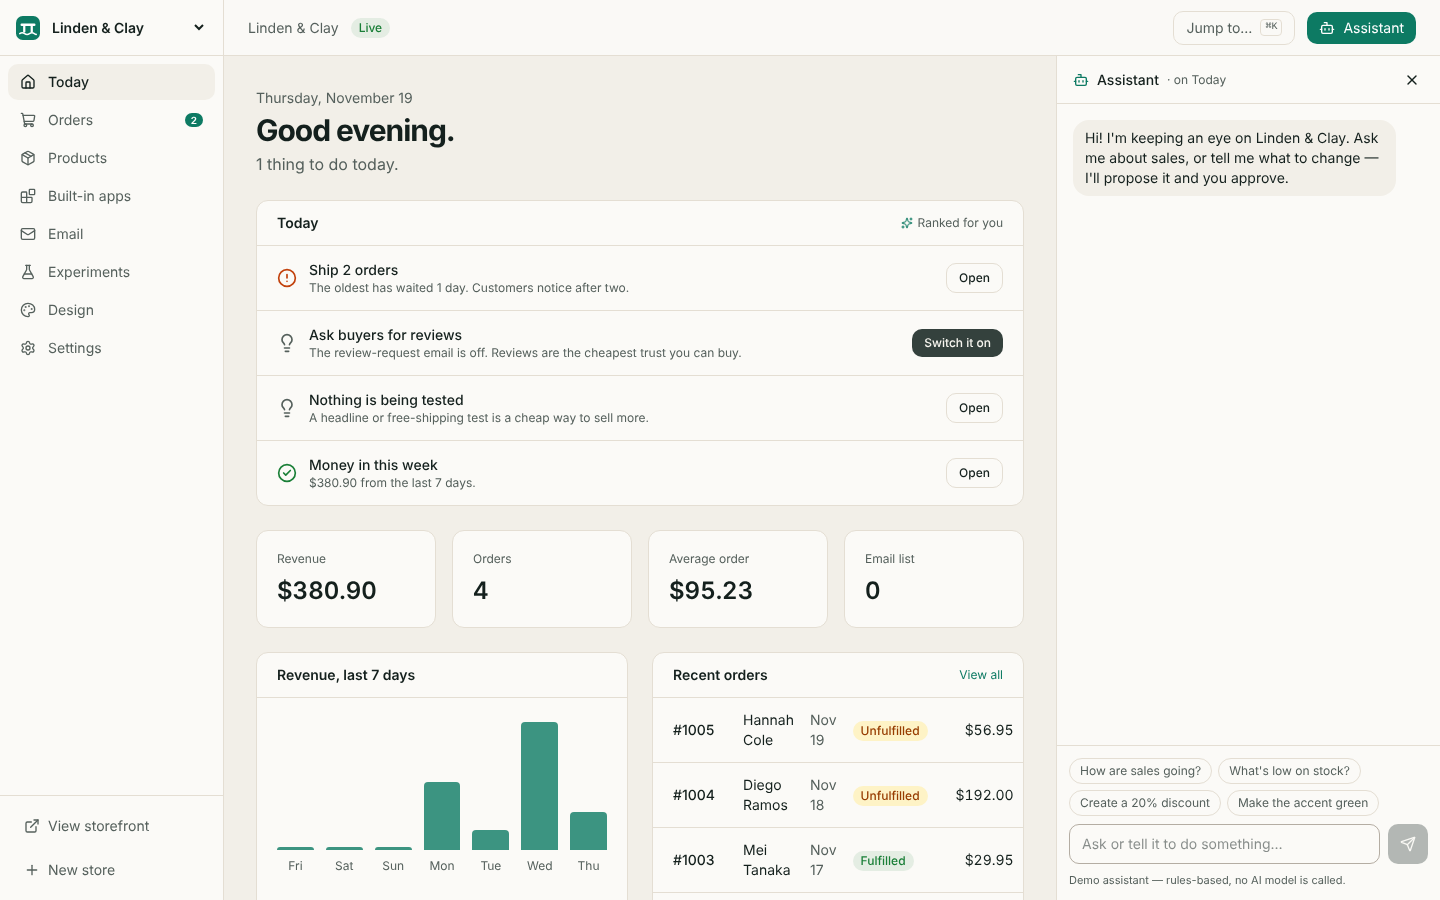 Linden & Clay
Today
Orders
2
Products
Built-in apps
Email
Experiments
Design
Settings
View storefront
New store
Linden & Clay
Live
Jump to...
⌘K
Assistant
Thursday, November 19
Good evening.
1 thing to do today.
Today
Ranked for you
Ship 2 orders
The oldest has waited 1 day. Customers notice after two.
Open
Ask buyers for reviews
The review-request email is off. Reviews are the cheapest trust you can buy.
Switch it on
Nothing is being tested
A headline or free-shipping test is a cheap way to sell more.
Open
Money in this week
$380.90 from the last 7 days.
Open
Revenue
$380.90
Orders
4
Average order
$95.23
Email list
0
Revenue, last 7 days
Fri Sat Sun Mon Tue Wed Thu
Recent orders
View all
#1005 Hannah Cole Nov 19 Unfulfilled $56.95
#1004 Diego Ramos Nov 18 Unfulfilled $192.00
#1003 Mei Tanaka Nov 17 Fulfilled $29.95
Assistant · on Today
Hi! I'm keeping an eye on Linden & Clay. Ask
me about sales, or tell me what to change —
I'll propose it and you approve.
How are sales going?
What's low on stock?
Create a 20% discount
Make the accent green
Ask or tell it to do something...
Demo assistant — rules-based, no AI model is called.